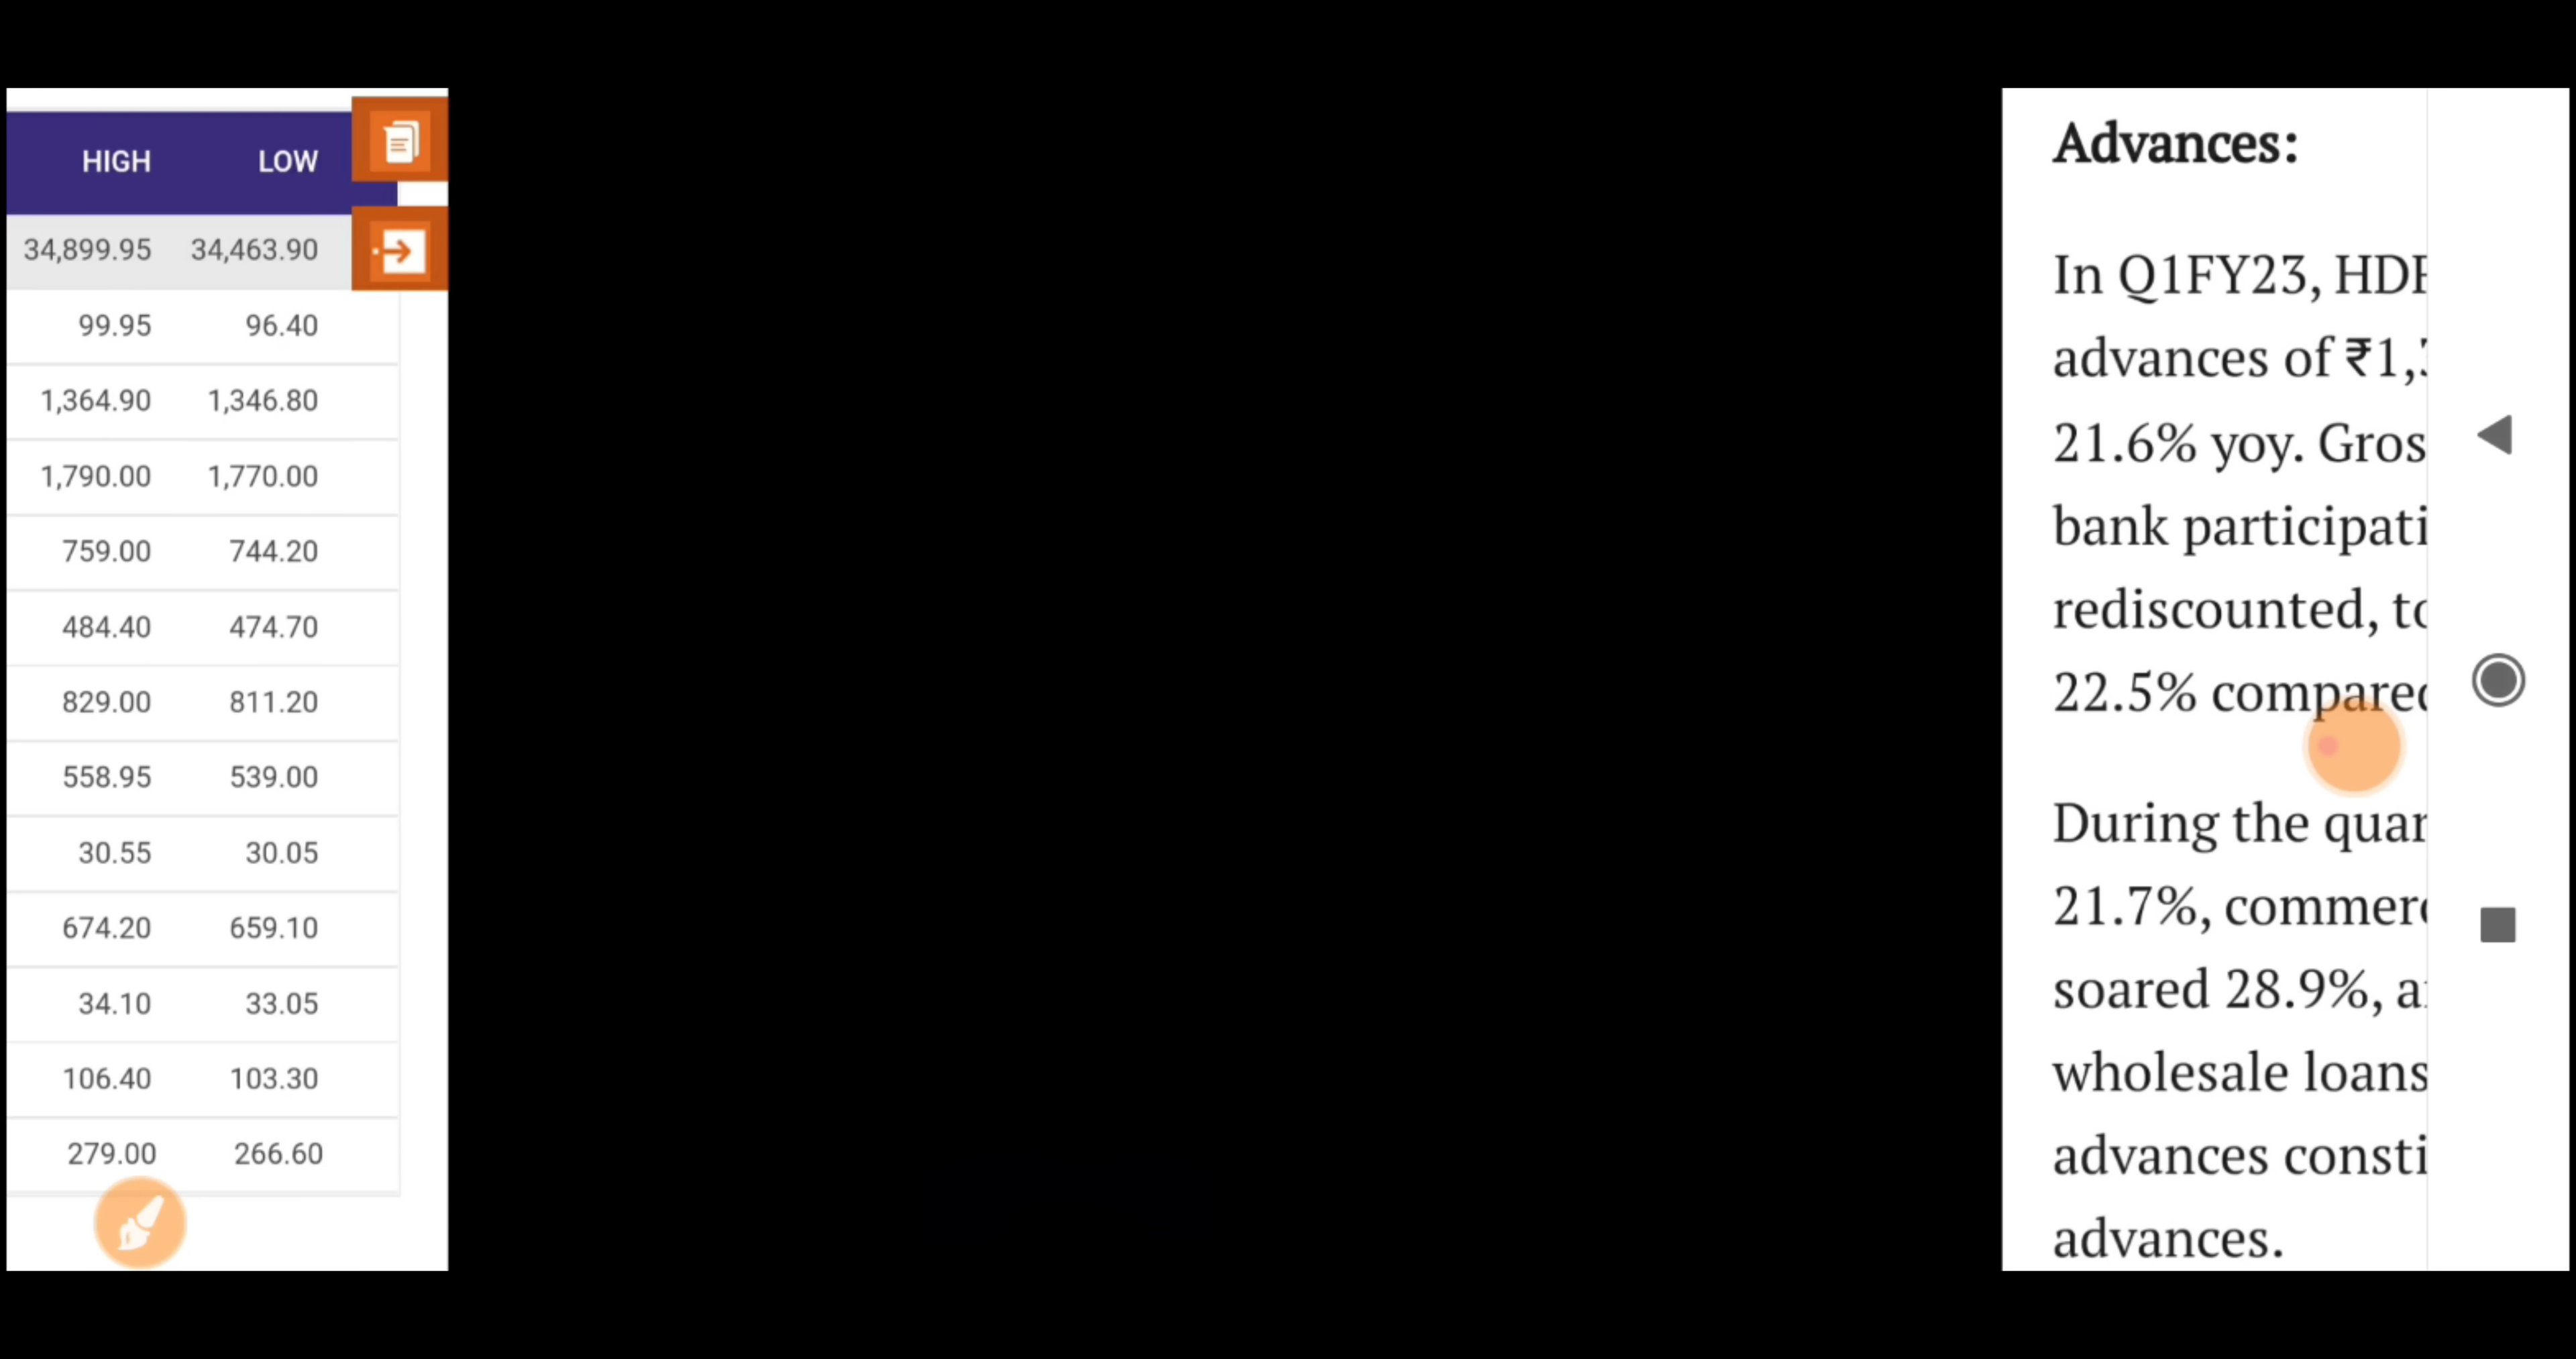 HIGH LOW
34,899.95 34,463.90
99.95 96.40
1,364.90 1,346.80
1,790.00 1,770.00
759.00 744.20
484.40 474.70
829.00 811.20
558.95 539.00
30.55 30.05
674.20 659.10
34.10 33.05
106.40 103.30
279.00 266.60
Advances:
In Q1FY23,
advances of
21.6% yoy.
bank
rediscounted,
22.5%
During the
21.7%,
soared 28.9%,
wholesale loans
advances
advances.